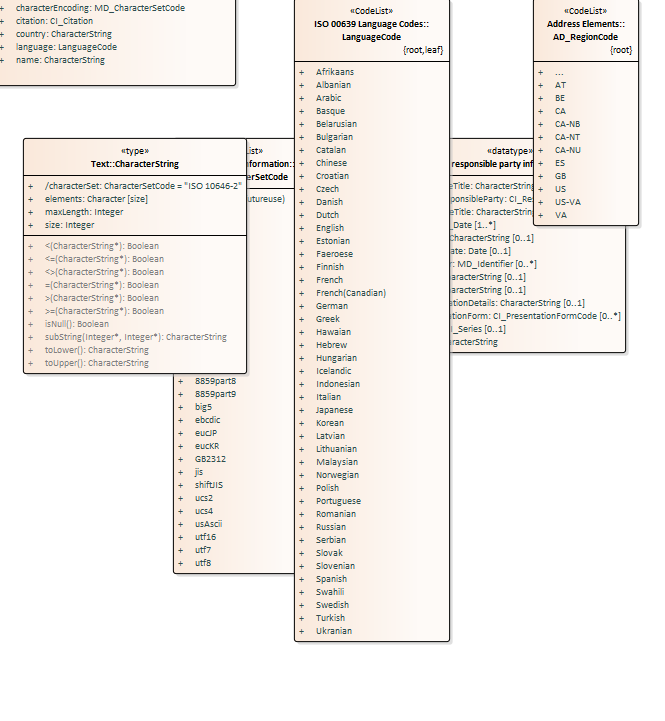 + characterEncoding: MD_CharacterSetCode
+ citation: CI_Citation
+ country: CharacterString
+ language: LanguageCode
+ name: CharacterString
«CodeList»
ISO 00639 Language Codes::
LanguageCode
{root,leaf}
+ Afrikaans
+ Albanian
+ Arabic
+ Basque
+ Belarusian
+ Bulgarian
+ Catalan
+ Chinese
+ Croatian
+ Czech
+ Danish
+ Dutch
+ English
+ Estonian
+ Faeroese
+ Finnish
+ French
+ French(Canadian)
+ German
+ Greek
+ Hawaian
+ Hebrew
+ Hungarian
+ Icelandic
+ Indonesian
+ Italian
+ Japanese
+ Korean
+ Latvian
+ Lithuanian
+ Malaysian
+ Norwegian
+ Polish
+ Portuguese
+ Romanian
+ Russian
+ Serbian
+ Slovak
+ Slovenian
+ Spanish
+ Swahili
+ Swedish
+ Turkish
+ Ukranian
«CodeList»
Address Elements::
AD_RegionCode
{root}
+ ...
+ AT
+ BE
+ CA
+ CA-NB
+ CA-NT
+ CA-NU
+ ES
+ GB
+ US
+ US-VA
+ VA
«type»
Text::CharacterString
+ /characterSet: CharacterSetCode = "ISO 10646-2"
+ elements: Character [size]
+ maxLength: Integer
+ size: Integer
+ <(CharacterString*): Boolean
+ <=(CharacterString*): Boolean
+ <>(CharacterString*): Boolean
+ =(CharacterString*): Boolean
+ >(CharacterString*): Boolean
+ >=(CharacterString*): Boolean
+ isNull(): Boolean
+ subString(Integer*, Integer*): CharacterString
+ toLower(): CharacterString
+ toUpper(): CharacterString
List»
formation::
erSetCode
utureuse)
+ 8859part8
+ 8859part9
+ big5
+ ebcdic
+ eucJP
+ eucKR
+ GB2312
+ jis
+ shiftJIS
+ ucs2
+ ucs4
+ usAscii
+ utf16
+ utf7
+ utf8
«datatype»
responsible party inf
eTitle: CharacterString
ponsibleParty: CI_Res
eTitle: CharacterString
_Date [1..*]
CharacterString [0..1]
ate: Date [0..1]
r: MD_Identifier [0..*]
aracterString [0..1]
aracterString [0..1]
ationDetails: CharacterString [0..1]
tionForm: CI_PresentationFormCode [0..*]
I_Series [0..1]
racterString